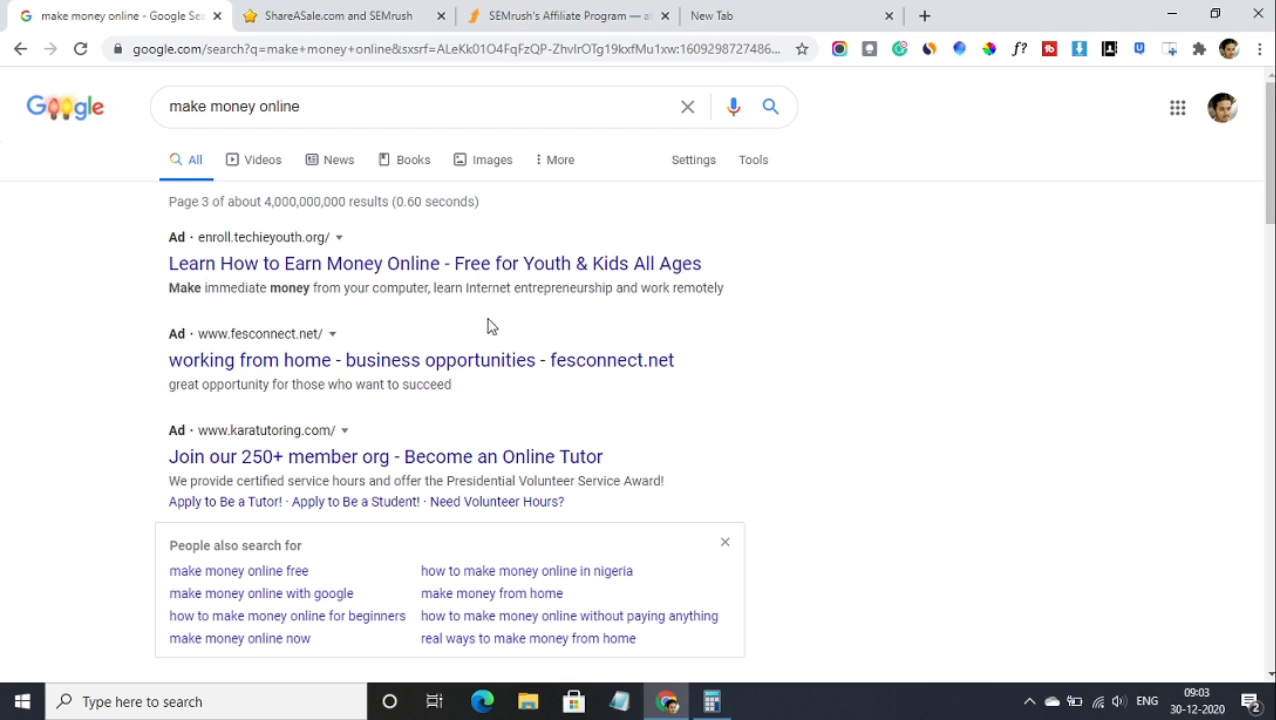 make money online - Google Sea
ShareASale.com and SEMrush
SEMrush's Affiliate Program — a
New Tab
google.com/search?q=make+money+online&sxsrf=ALeKk01O4FqFzQP-ZhvlrOTg19kxfMu1xw:1609298727486...
f?
Google
make money online
All
Videos
News
Books
Images
More
Settings
Tools
Page 3 of about 4,000,000,000 results (0.60 seconds)
Ad · enroll.techieyouth.org/
Learn How to Earn Money Online - Free for Youth & Kids All Ages
Make immediate money from your computer, learn Internet entrepreneurship and work remotely
Ad · www.fesconnect.net/
working from home - business opportunities - fesconnect.net
great opportunity for those who want to succeed
Ad · www.karatutoring.com/
Join our 250+ member org - Become an Online Tutor
We provide certified service hours and offer the Presidential Volunteer Service Award!
Apply to Be a Tutor! · Apply to Be a Student! · Need Volunteer Hours?
People also search for
make money online free
how to make money online in nigeria
make money online with google
make money from home
how to make money online for beginners
how to make money online without paying anything
make money online now
real ways to make money from home
Type here to search
ENG
09:03
30-12-2020
2